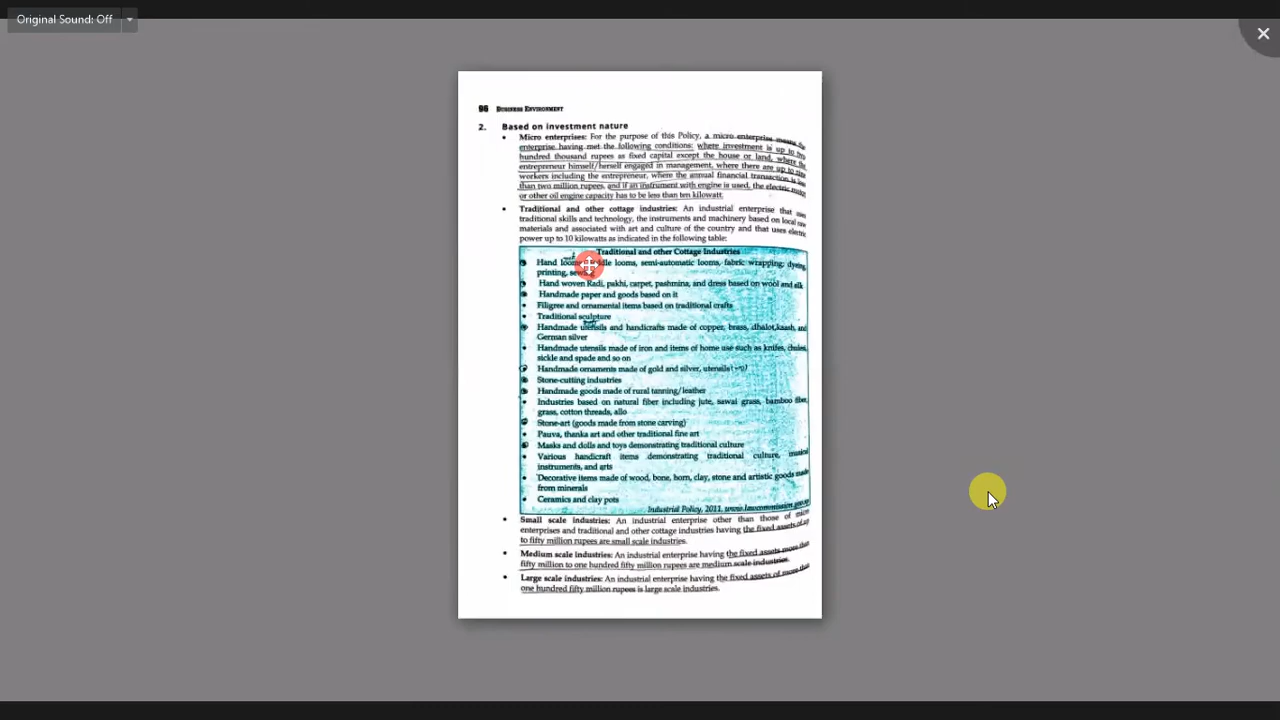 Original Sound: Off
96 BUSINESS ENVIRONMENT
2. Based on investment nature
• Micro enterprises: For the purpose of this Policy, a micro enterprise means the
enterprise having met the following conditions: where investment is up to two
hundred thousand rupees as fixed capital except the house or land, where the
entrepreneur himself/herself engaged in management, where there are up to nine
workers including the entrepreneur, where the annual financial transaction is less
than two million rupees, and if an instrument with engine is used, the electric motor
or other oil engine capacity has to be less than ten kilowatt.
• Traditional and other cottage industries: An industrial enterprise that uses
traditional skills and technology, the instruments and machinery based on local raw
materials and associated with art and culture of the country and that uses electric
power up to 10 kilowatts as indicated in the following table:
Traditional and other Cottage Industries
• Hand looms, looms, semi-automatic looms, fabric wrapping; dyeing,
printing,
• Hand woven Radi, pakhi, carpet, pashmina, and dress based on wool and silk
• Handmade paper and goods based on it
• Filigree and ornamental items based on traditional crafts
• Traditional sculpture
• Handmade utensils and handicrafts made of copper, brass, dhalot, kaash, and
German silver
• Handmade utensils made of iron and items of home use such as knifes,
sickle and spade and so on
• Handmade ornaments made of gold and silver, utensils
• Stone-cutting industries
• Handmade goods made of rural tanning/leather
• Industries based on natural fiber including jute, sawai grass, bamboo fiber,
grass, cotton threads, allo
• Stone-art (goods made from stone carving)
• Pauva, thanka art and other traditional fine art
• Masks and dolls and toys demonstrating traditional culture
• Various handicraft items demonstrating traditional culture, musical
instruments, and arts
• Decorative items made of wood, bone, horn, clay, stone and artistic goods made
from minerals
• Ceramics and clay pots
Industrial Policy, 2011, www.lawcommission.gov.np
• Small scale industries: An industrial enterprise other than those of micro
enterprises and traditional and other cottage industries having the fixed assets of up
to fifty million rupees are small scale industries.
• Medium scale industries: An industrial enterprise having the fixed assets more than
fifty million to one hundred fifty million rupees are medium scale industries.
• Large scale industries: An industrial enterprise having the fixed assets of more than
one hundred fifty million rupees is large scale industries.